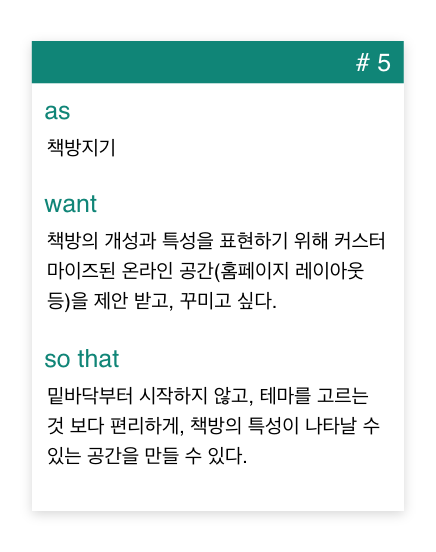 # 5
as
책방지기
want
책방의 개성과 특성을 표현하기 위해 커스터
마이즈된 온라인 공간(홈페이지 레이아웃
등)을 제안 받고, 꾸미고 싶다.
so that
밑바닥부터 시작하지 않고, 테마를 고르는
것 보다 편리하게, 책방의 특성이 나타날 수
있는 공간을 만들 수 있다.